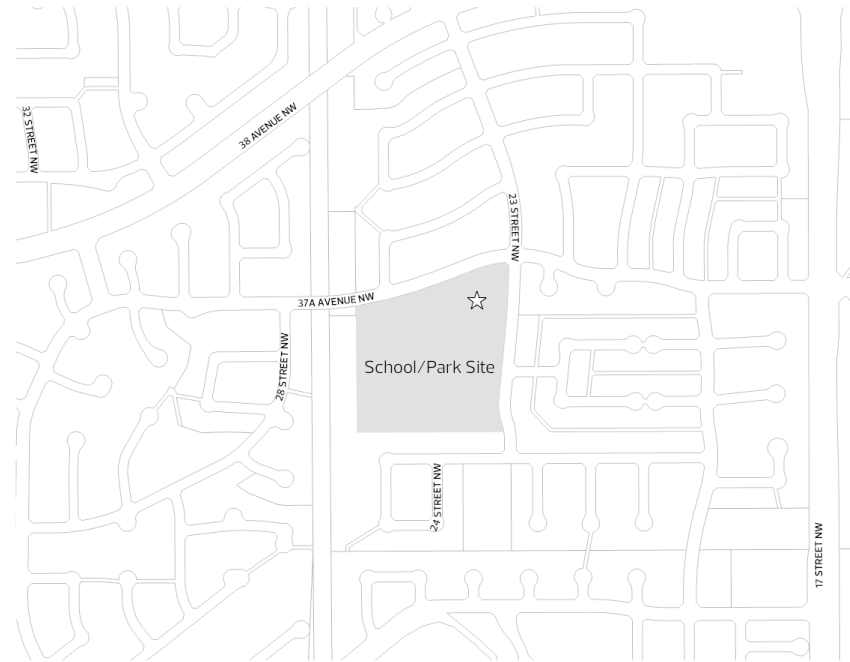 32 STREET NW
38 AVENUE NW
23 STREET NW
37A AVENUE NW
28 STREET NW
School/Park Site
24 STREET NW
17 STREET NW